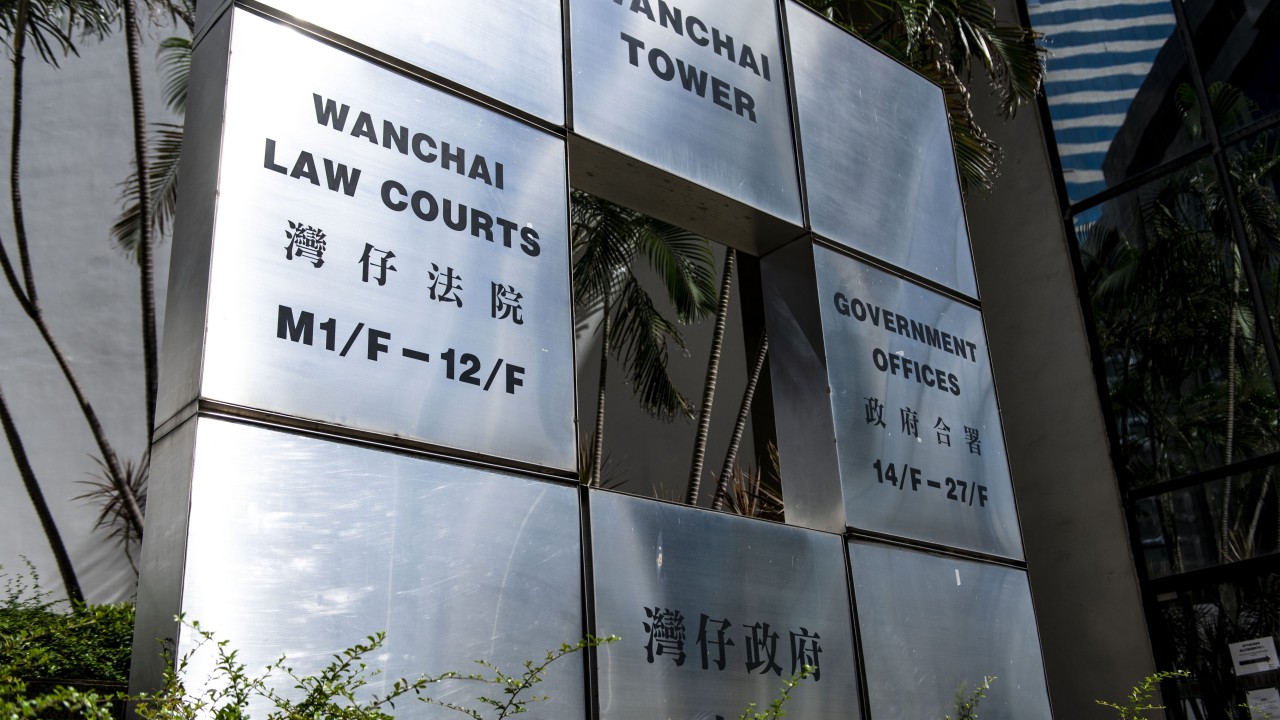 WANCHAI
TOWER
WANCHAI
LAW COURTS
灣仔法院
M1/F – 12/F
GOVERNMENT
OFFICES
政府合署
14/F – 27/F
灣仔政府